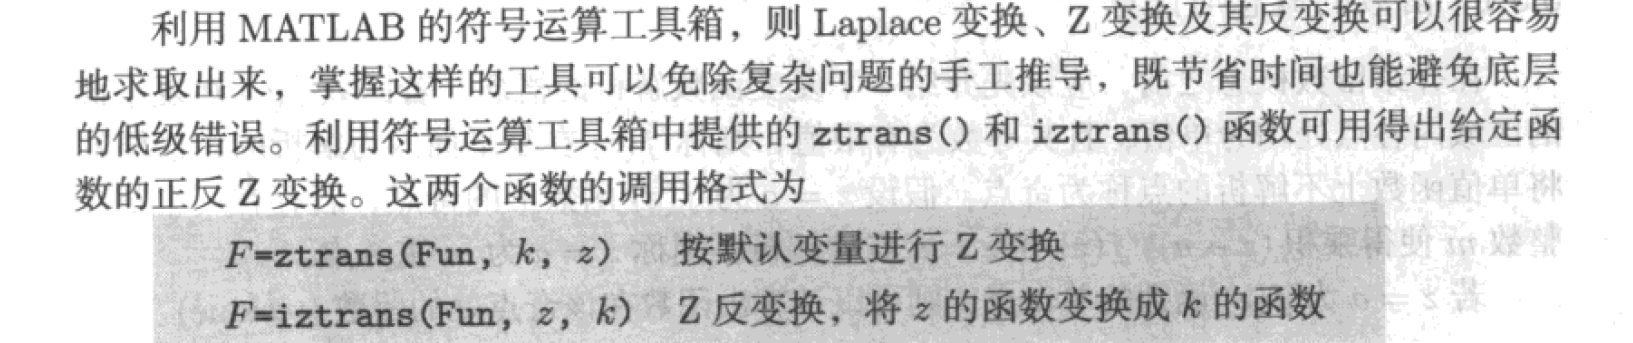 利用 MATLAB 的符号运算工具箱，则 Laplace 变换、Z 变换及其反变换可以很容易
地求取出来，掌握这样的工具可以免除复杂问题的手工推导，既节省时间也能避免底层
的低级错误。利用符号运算工具箱中提供的 ztrans() 和 iztrans() 函数可用得出给定函
数的正反 Z 变换。这两个函数的调用格式为
F=ztrans(Fun, k, z) 按默认变量进行 Z 变换
F=iztrans(Fun, z, k) Z 反变换，将 z 的函数变换成 k 的函数